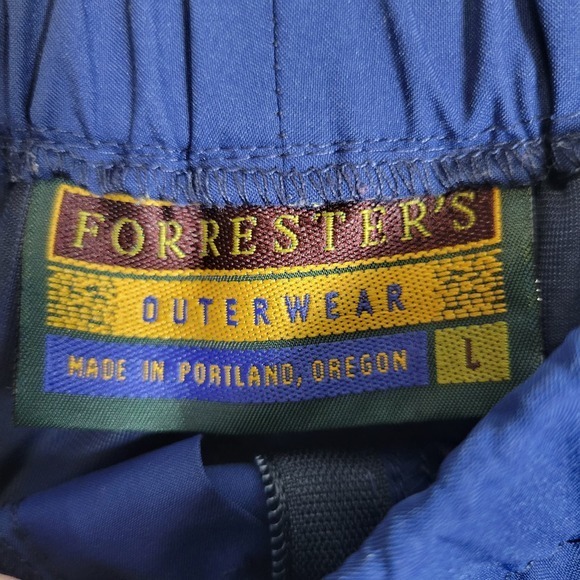 FORRESTER'S
OUTERWEAR
MADE IN PORTLAND, OREGON L